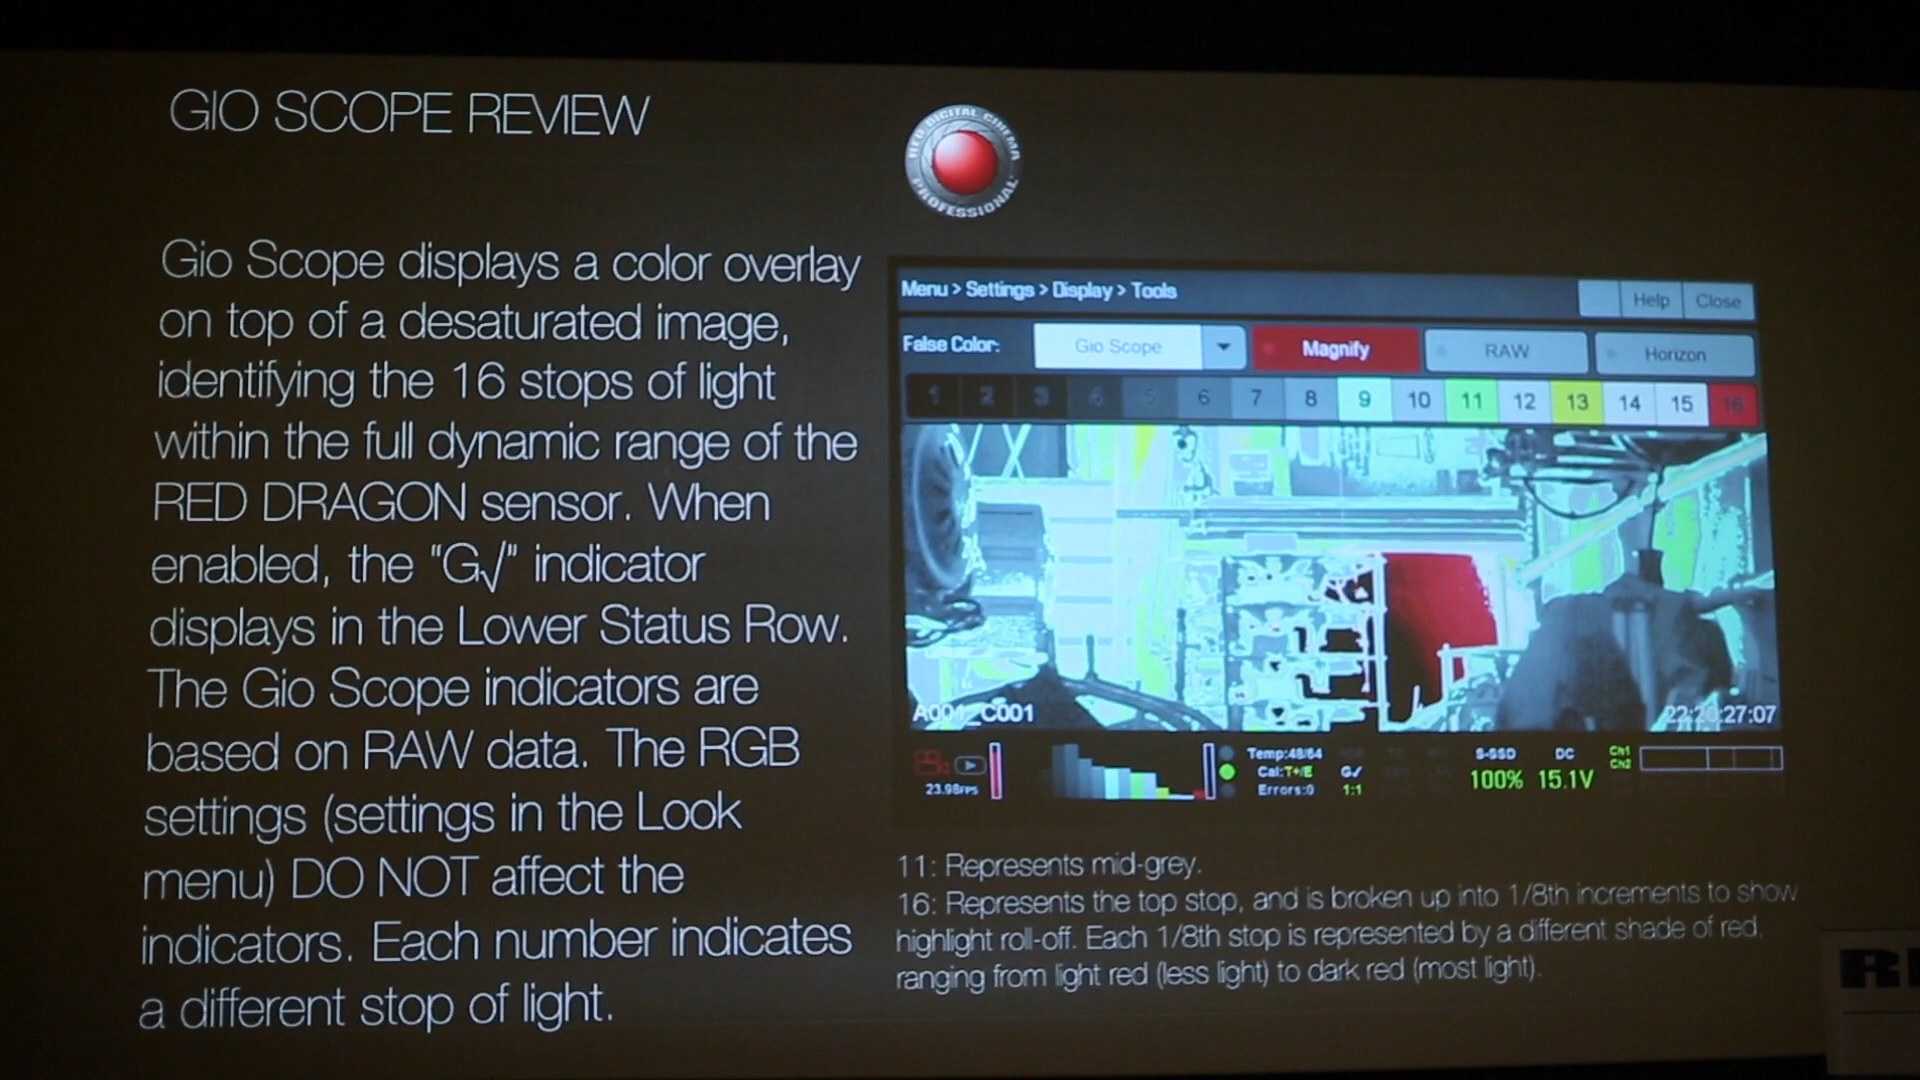 GIO SCOPE REVIEW
RED DIGITAL CINEMA
PROFESSIONAL
Gio Scope displays a color overlay
on top of a desaturated image,
identifying the 16 stops of light
within the full dynamic range of the
RED DRAGON sensor. When
enabled, the "G√" indicator
displays in the Lower Status Row.
The Gio Scope indicators are
based on RAW data. The RGB
settings (settings in the Look
menu) DO NOT affect the
indicators. Each number indicates
a different stop of light.
Menu > Settings > Display > Tools
Help Close
False Color: Gio Scope Magnify RAW Horizon
1 2 3 4 5 6 7 8 9 10 11 12 13 14 15 16
A001_C001
22:20:27:07
23.98FPS
Temp:48/64
Cal:T+/E G√
Errors:0 1:1
S-SSD DC
100% 15.1V
Ch1
Ch2
11: Represents mid-grey.
16: Represents the top stop, and is broken up into 1/8th increments to show
highlight roll-off. Each 1/8th stop is represented by a different shade of red,
ranging from light red (less light) to dark red (most light).